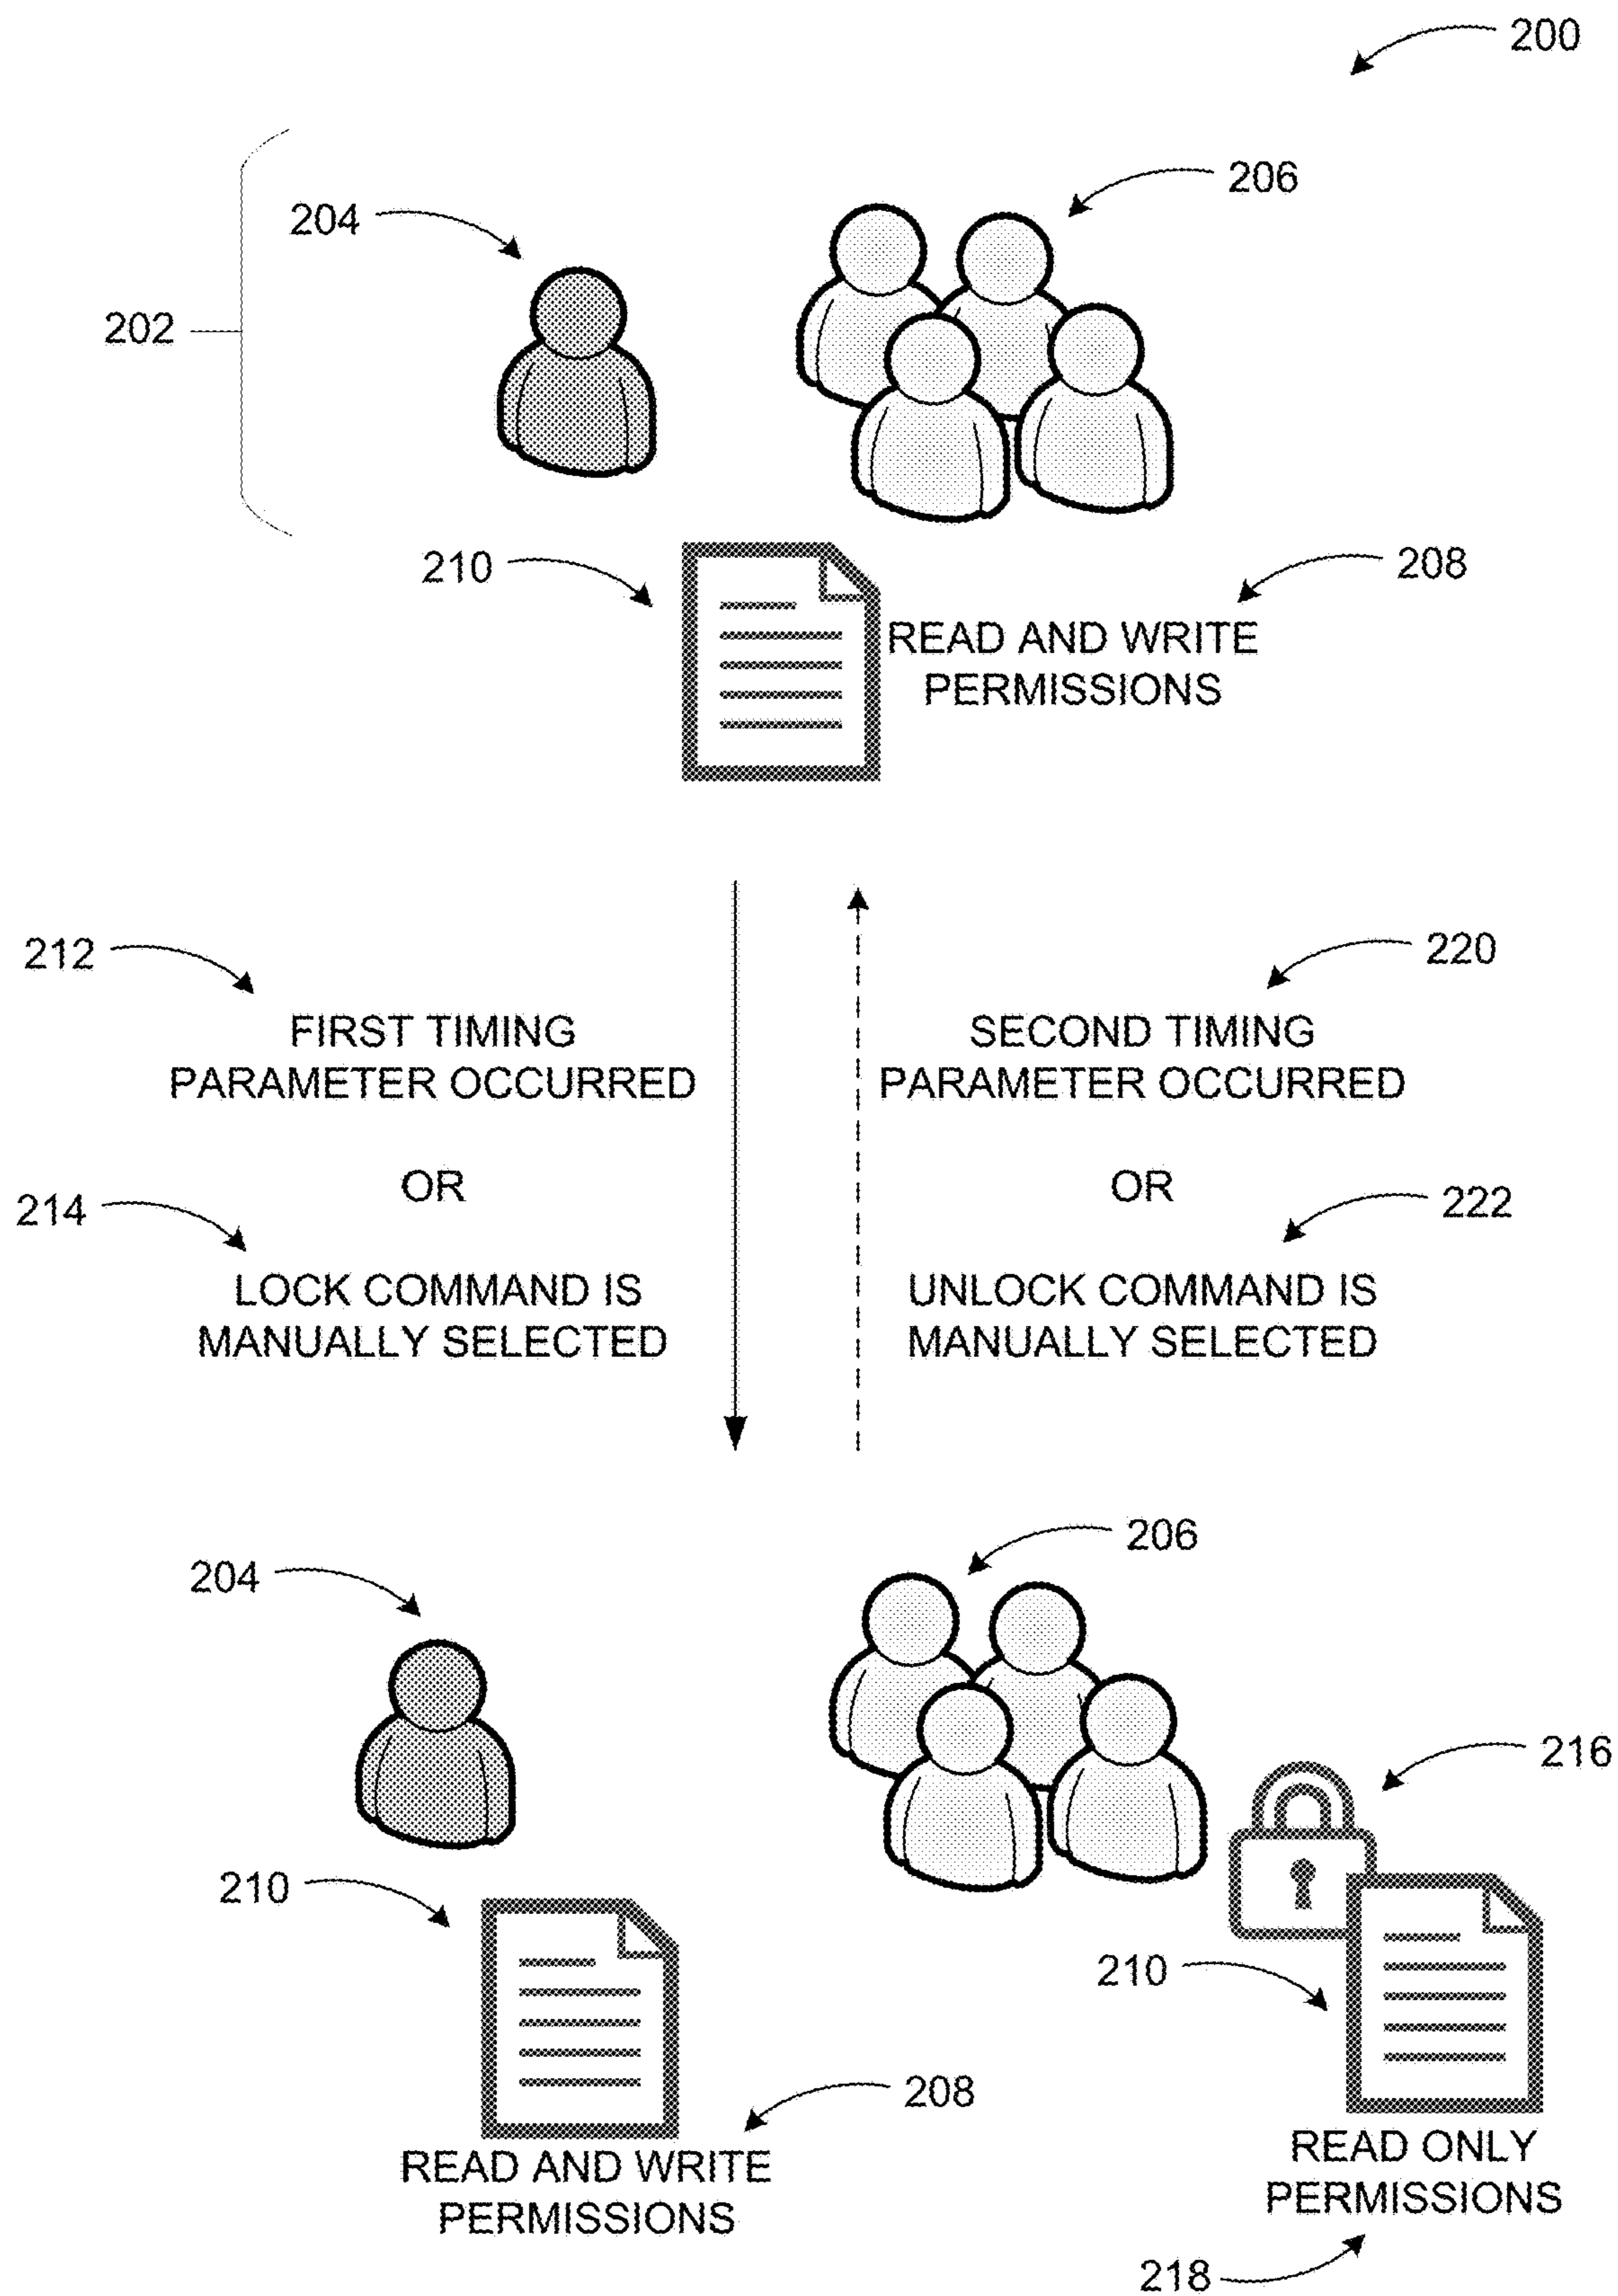 200
206
204
202
210
208
READ AND WRITE
PERMISSIONS
212
220
FIRST TIMING
PARAMETER OCCURRED
SECOND TIMING
PARAMETER OCCURRED
OR
OR
214
222
LOCK COMMAND IS
MANUALLY SELECTED
UNLOCK COMMAND IS
MANUALLY SELECTED
206
204
216
210
210
208
READ AND WRITE
PERMISSIONS
READ ONLY
PERMISSIONS
218